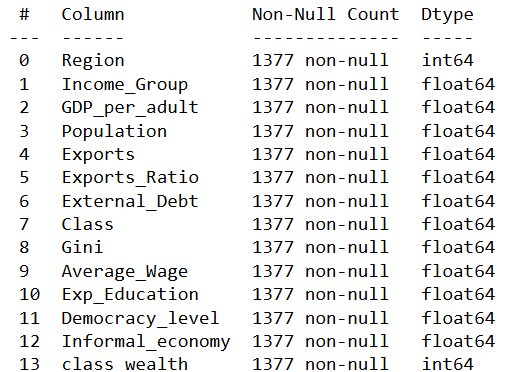 #   Column            Non-Null Count  Dtype
---  ------            --------------  -----
 0   Region            1377 non-null   int64
 1   Income_Group      1377 non-null   float64
 2   GDP_per_adult     1377 non-null   float64
 3   Population        1377 non-null   float64
 4   Exports           1377 non-null   float64
 5   Exports_Ratio     1377 non-null   float64
 6   External_Debt     1377 non-null   float64
 7   Class             1377 non-null   float64
 8   Gini              1377 non-null   float64
 9   Average_Wage      1377 non-null   float64
 10  Exp_Education     1377 non-null   float64
 11  Democracy_level   1377 non-null   float64
 12  Informal_economy  1377 non-null   float64
 13  class wealth      1377 non-null   int64